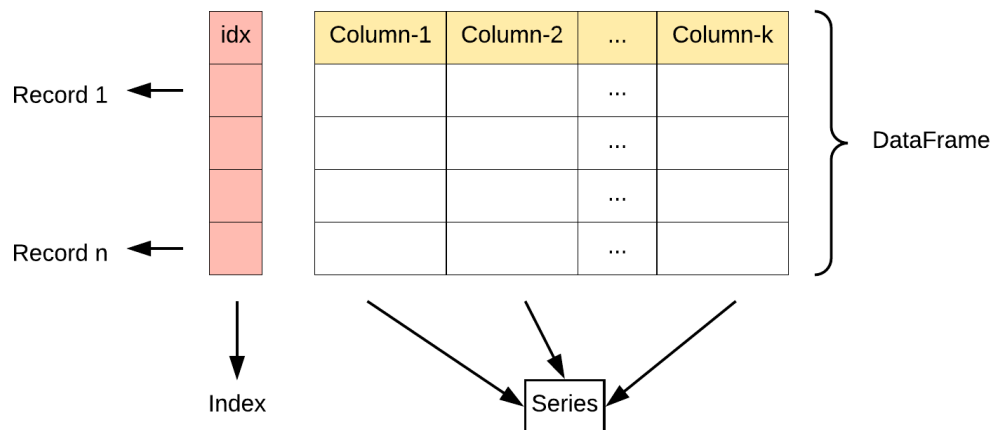 idx Column-1 Column-2 ... Column-k
Record 1 ...
... DataFrame
...
Record n ...
Index Series